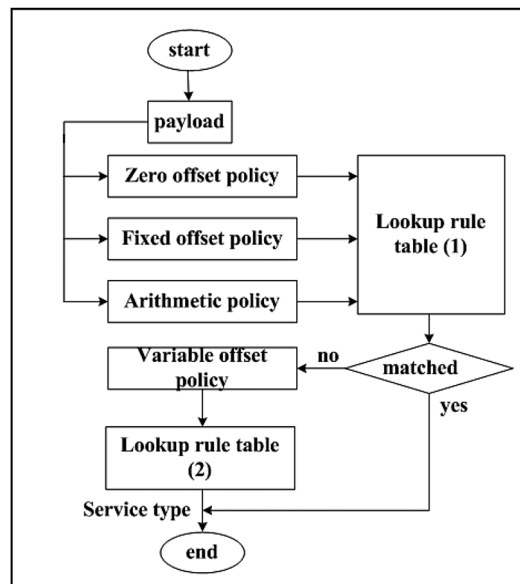 start
payload
Zero offset policy
Fixed offset policy
Arithmetic policy
Lookup rule
table (1)
matched
no
yes
Variable offset
policy
Lookup rule table
(2)
Service type
end